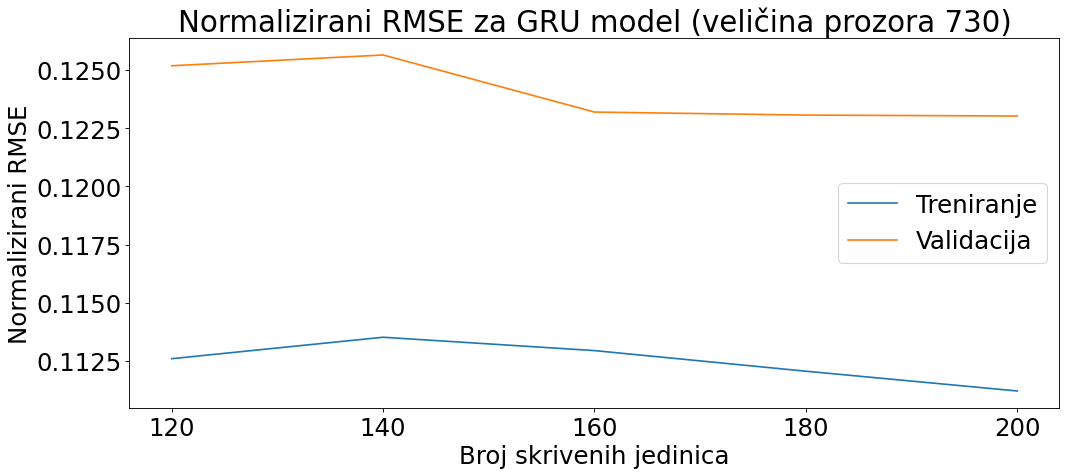 Normalizirani RMSE za GRU model (veličina prozora 730)
Normalizirani RMSE
0.1250
0.1225
0.1200
0.1175
0.1150
0.1125
Treniranje
Validacija
120 140 160 180 200
Broj skrivenih jedinica